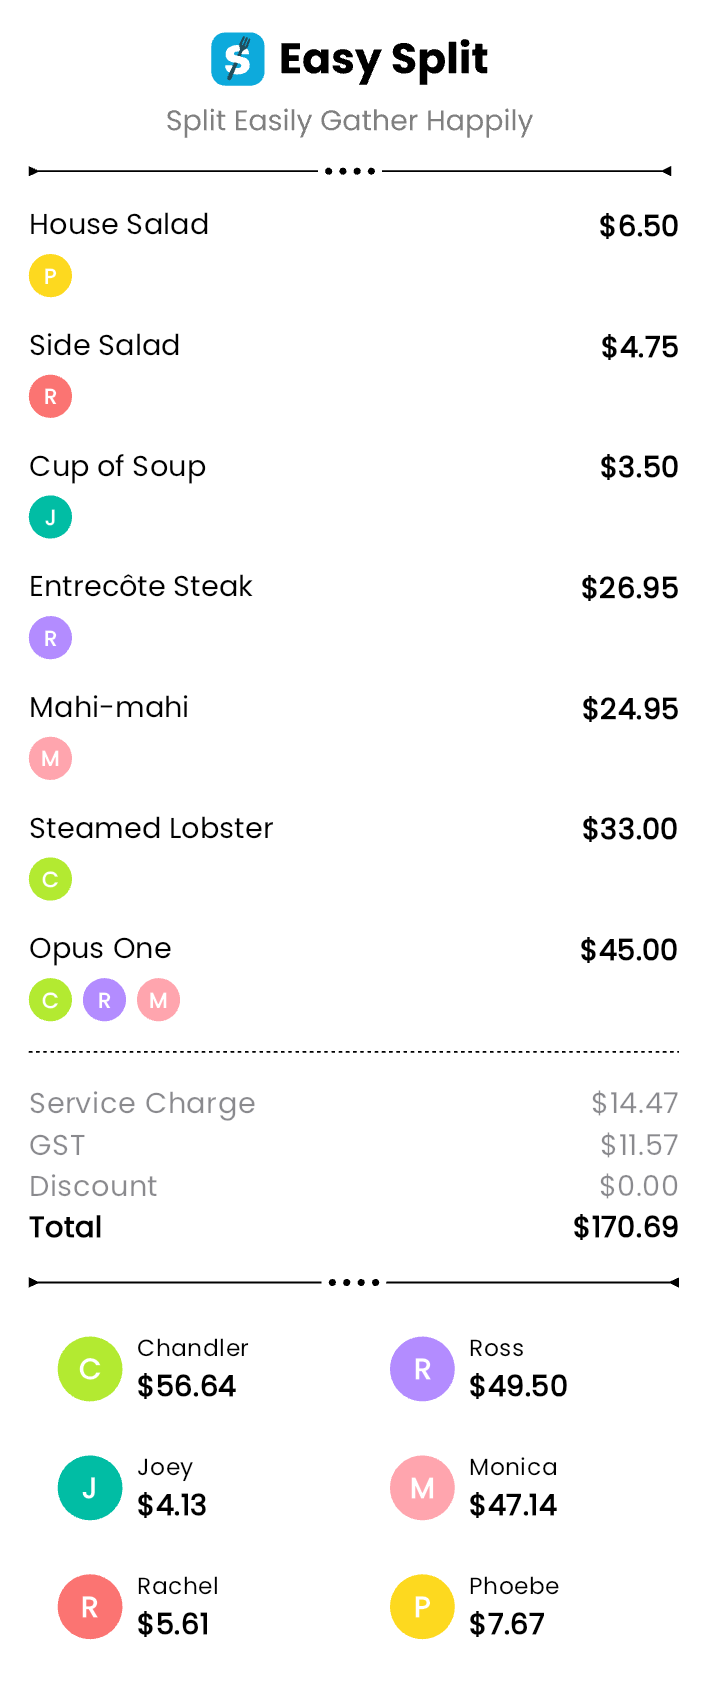 S Easy Split
Split Easily Gather Happily
House Salad $6.50
P
Side Salad $4.75
R
Cup of Soup $3.50
J
Entrecôte Steak $26.95
R
Mahi-mahi $24.95
M
Steamed Lobster $33.00
C
Opus One $45.00
C R M
Service Charge $14.47
GST $11.57
Discount $0.00
Total $170.69
C Chandler $56.64
R Ross $49.50
J Joey $4.13
M Monica $47.14
R Rachel $5.61
P Phoebe $7.67